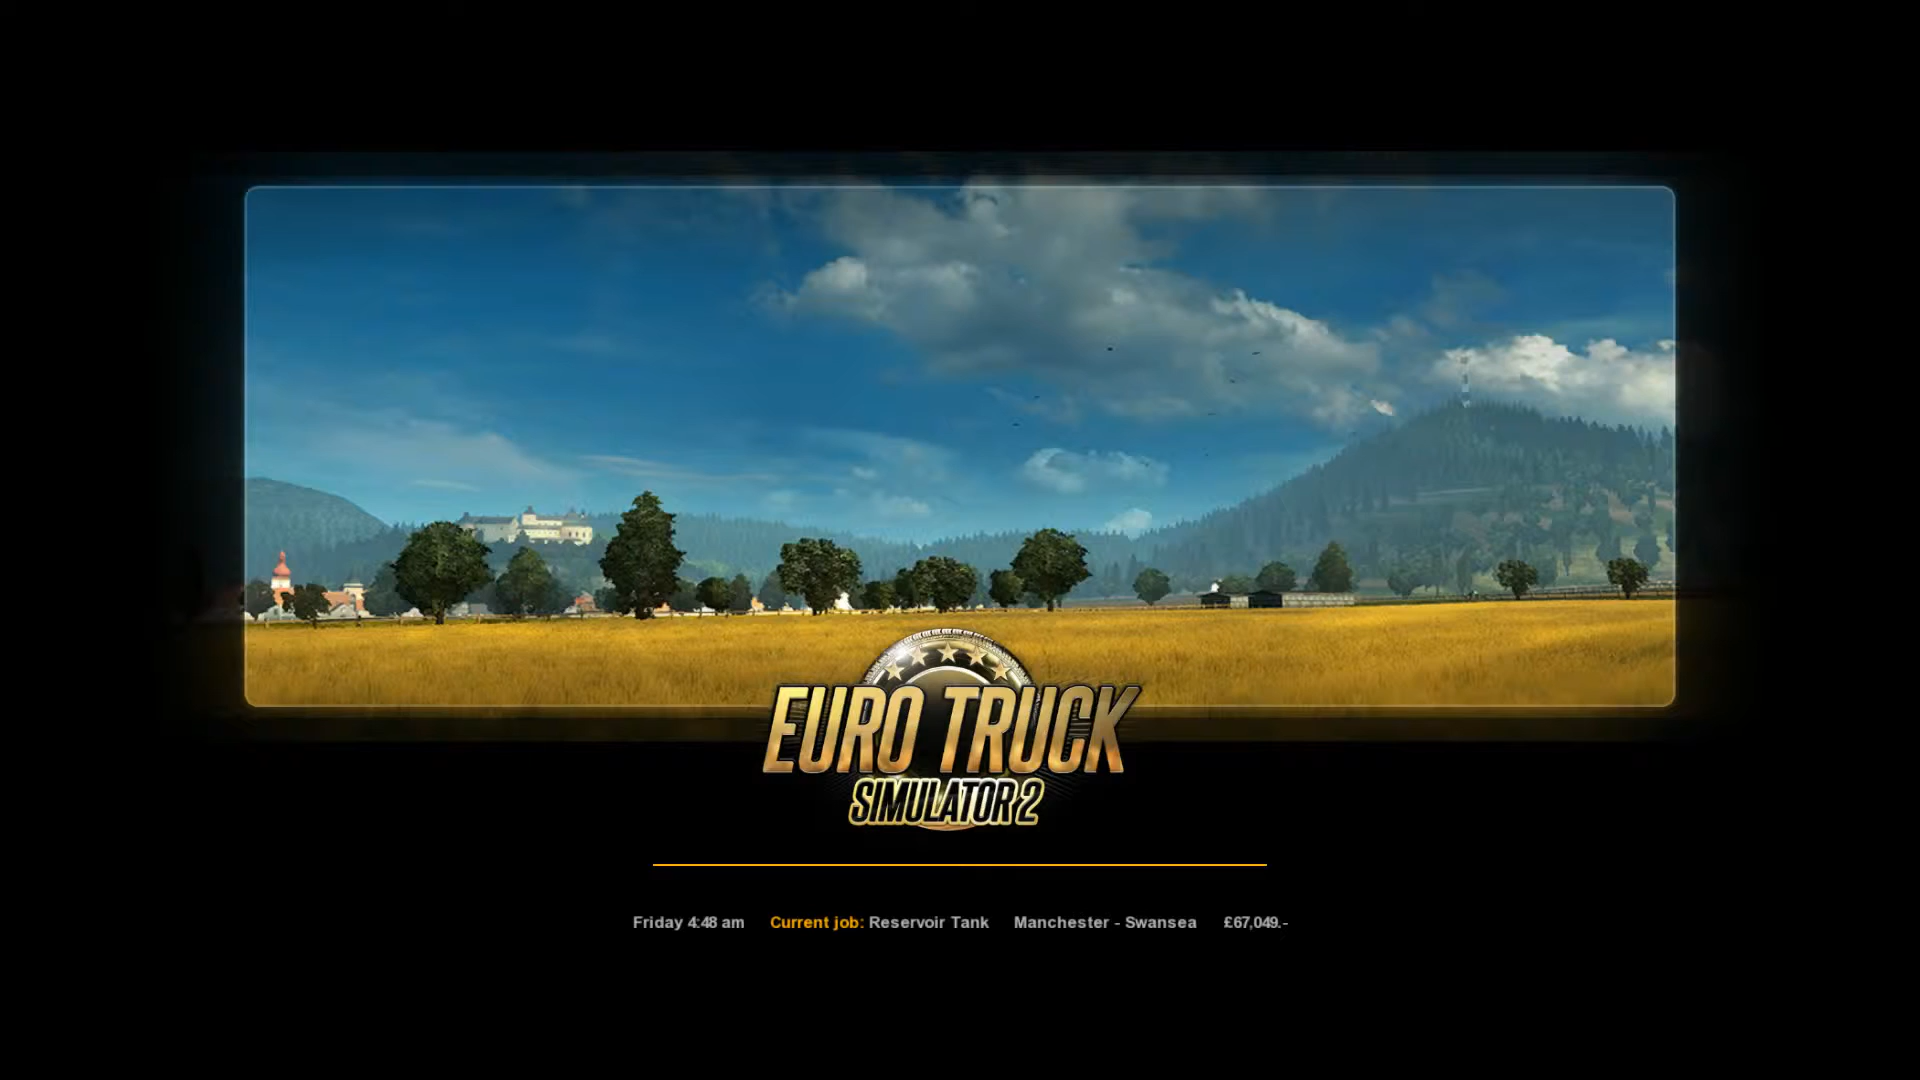 EURO TRUCK
SIMULATOR 2
Friday 4:48 am Current job: Reservoir Tank Manchester - Swansea £67,049.-